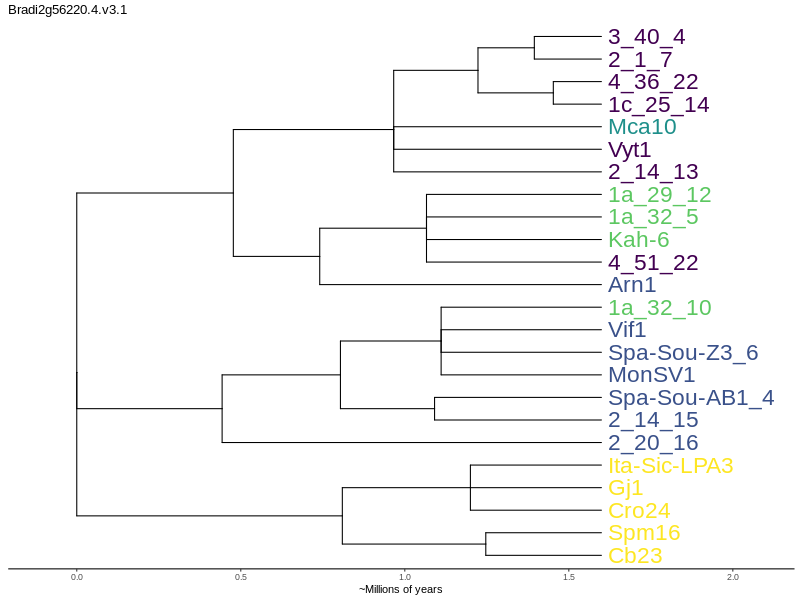 Bradi2g56220.4.v3.1
3_40_4
2_1_7
4_36_22
1c_25_14
Mca10
Vyt1
2_14_13
1a_29_12
1a_32_5
Kah-6
4_51_22
Arn1
1a_32_10
Vif1
Spa-Sou-Z3_6
MonSV1
Spa-Sou-AB1_4
2_14_15
2_20_16
Ita-Sic-LPA3
Gj1
Cro24
Spm16
Cb23
0.0 0.5 1.0 1.5 2.0
~Millions of years